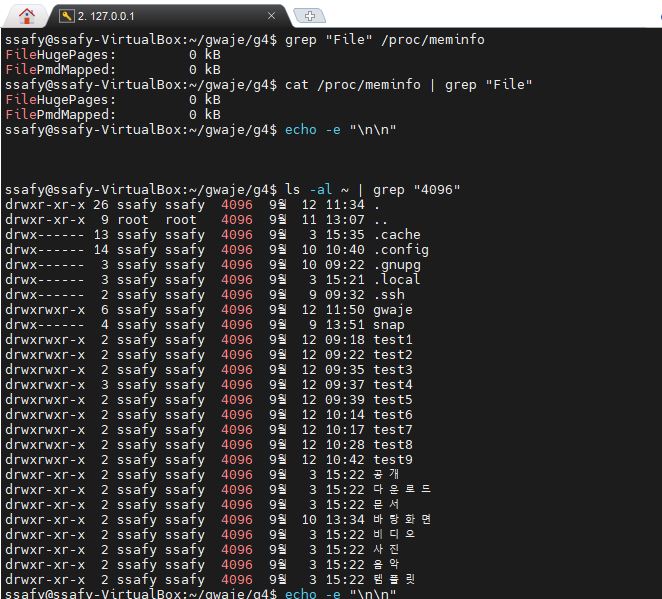 2. 127.0.0.1
ssafy@ssafy-VirtualBox:~/gwaje/g4$ grep "File" /proc/meminfo
FileHugePages:         0 kB
FilePmdMapped:         0 kB
ssafy@ssafy-VirtualBox:~/gwaje/g4$ cat /proc/meminfo | grep "File"
FileHugePages:         0 kB
FilePmdMapped:         0 kB
ssafy@ssafy-VirtualBox:~/gwaje/g4$ echo -e "\n\n"
ssafy@ssafy-VirtualBox:~/gwaje/g4$ ls -al ~ | grep "4096"
drwxr-xr-x 26 ssafy ssafy  4096  9월  12 11:34 .
drwxr-xr-x  9 root  root   4096  9월  11 13:07 ..
drwx------ 13 ssafy ssafy  4096  9월   3 15:35 .cache
drwx------ 14 ssafy ssafy  4096  9월  10 10:40 .config
drwx------  3 ssafy ssafy  4096  9월  10 09:22 .gnupg
drwx------  3 ssafy ssafy  4096  9월   3 15:21 .local
drwx------  2 ssafy ssafy  4096  9월   9 09:32 .ssh
drwxrwxr-x  6 ssafy ssafy  4096  9월  12 11:50 gwaje
drwx------  4 ssafy ssafy  4096  9월   9 13:51 snap
drwxrwxr-x  2 ssafy ssafy  4096  9월  12 09:18 test1
drwxrwxr-x  2 ssafy ssafy  4096  9월  12 09:22 test2
drwxrwxr-x  2 ssafy ssafy  4096  9월  12 09:35 test3
drwxrwxr-x  3 ssafy ssafy  4096  9월  12 09:37 test4
drwxrwxr-x  2 ssafy ssafy  4096  9월  12 09:39 test5
drwxrwxr-x  2 ssafy ssafy  4096  9월  12 10:14 test6
drwxrwxr-x  2 ssafy ssafy  4096  9월  12 10:17 test7
drwxrwxr-x  2 ssafy ssafy  4096  9월  12 10:28 test8
drwxrwxr-x  2 ssafy ssafy  4096  9월  12 10:42 test9
drwxr-xr-x  2 ssafy ssafy  4096  9월   3 15:22 공개
drwxr-xr-x  2 ssafy ssafy  4096  9월   3 15:22 다운로드
drwxr-xr-x  2 ssafy ssafy  4096  9월   3 15:22 문서
drwxr-xr-x  2 ssafy ssafy  4096  9월  10 13:34 바탕화면
drwxr-xr-x  2 ssafy ssafy  4096  9월   3 15:22 비디오
drwxr-xr-x  2 ssafy ssafy  4096  9월   3 15:22 사진
drwxr-xr-x  2 ssafy ssafy  4096  9월   3 15:22 음악
drwxr-xr-x  2 ssafy ssafy  4096  9월   3 15:22 템플릿
ssafy@ssafy-VirtualBox:~/gwaje/g4$ echo -e "\n\n"